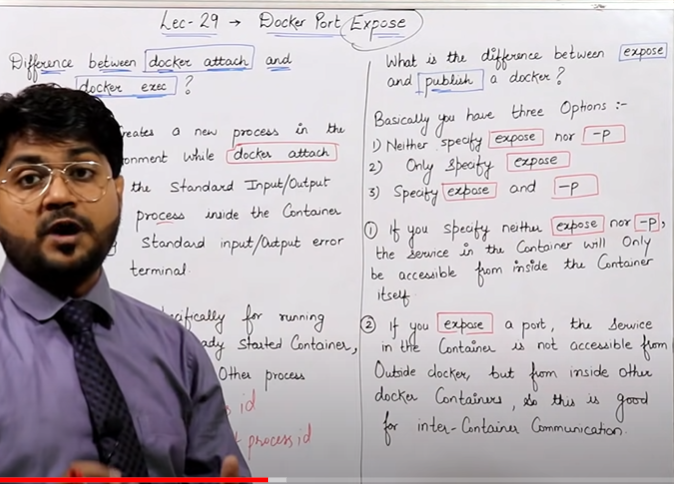 Lec-29 → Docker Port Expose
Difference between docker attach and
docker exec ?
creates a new process in the
onment while docker attach
the Standard Input/Output
process inside the Container
Standard input/output error
terminal.
cifically for running
ady started Container,
Other process
s id
process id
What is the difference between expose
and publish a docker?
Basically you have three Options :-
1) Neither specify expose nor -p
2) Only Specify expose
3) Specify expose and -p
① If you specify neither expose nor -p,
the Service in the Container will Only
be accessible from inside the Container
itself
② If you expose a port, the Service
in the Container is not accessible from
Outside docker, but from inside other
docker Containers, so this is good
for inter-Container Communication.